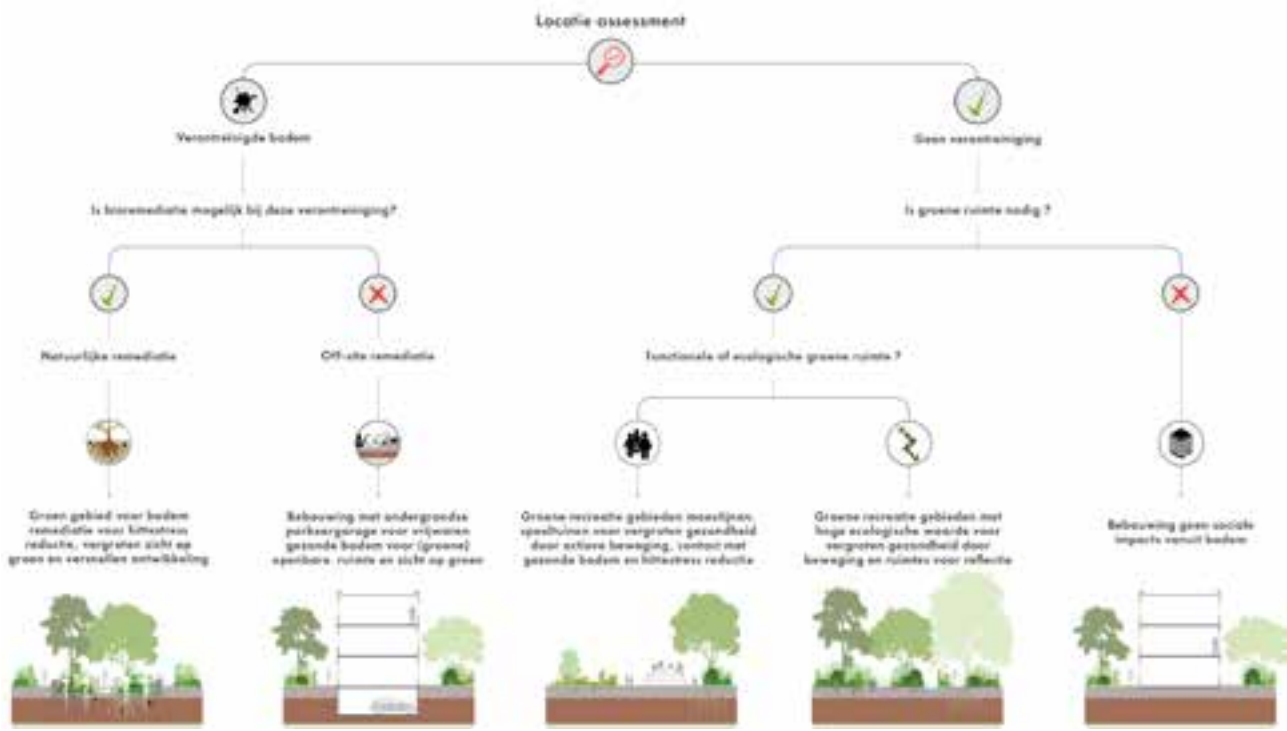 Locatie assessment
Verontreinigde bodem
Geen verontreiniging
Is bioremediatie mogelijk bij deze verontreiniging?
Is groene ruimte nodig ?
Natuurlijke remediatie
Off-site remediatie
Functionele of ecologische groene ruimte ?
Groen gebied voor bodem
remediatie voor hittestress
reductie, vergroten zicht op
groen en versnellen ontwikkeling
Bebouwing met ondergrondse
parkeergarage voor vrijwaren
gezonde bodem voor (groene)
openbare ruimte en zicht op groen
Groene recreatie gebieden moestijnen,
speeltuinen voor vergroten gezondheid
door actieve beweging, contact met
gezonde bodem en hittestress reductie
Groene recreatie gebieden met
hoge ecologische waarde voor
vergroten gezondheid door
beweging en ruimtes voor reflectie
Bebouwing geen sociale
impacts vanuit bodem